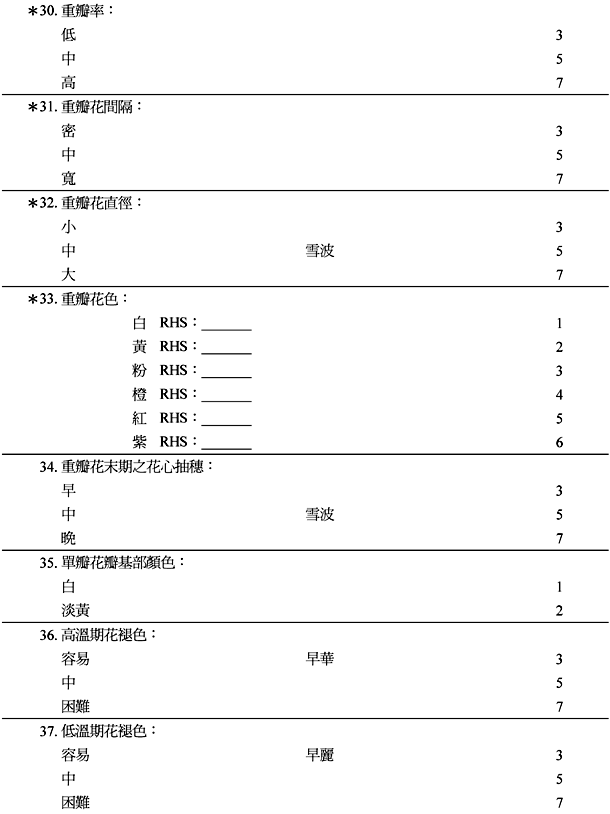 ＊30. 重瓣率：
低 3
中 5
高 7
＊31. 重瓣花間隔：
密 3
中 5
寬 7
＊32. 重瓣花直徑：
小 3
中 雪波 5
大 7
＊33. 重瓣花色：
白 RHS：______ 1
黃 RHS：______ 2
粉 RHS：______ 3
橙 RHS：______ 4
紅 RHS：______ 5
紫 RHS：______ 6
34. 重瓣花末期之花心抽穗：
早 3
中 雪波 5
晚 7
35. 單瓣花瓣基部顏色：
白 1
淡黃 2
36. 高溫期花褪色：
容易 早華 3
中 5
困難 7
37. 低溫期花褪色：
容易 早麗 3
中 5
困難 7